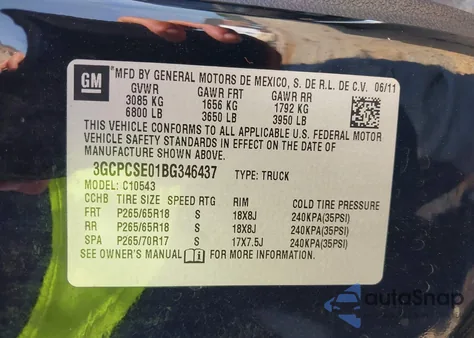 GM MFD BY GENERAL MOTORS DE MEXICO, S. DE R.L. DE C.V. 06/11
GVWR GAWR FRT GAWR RR
3085 KG 1656 KG 1792 KG
6800 LB 3650 LB 3950 LB
THIS VEHICLE CONFORMS TO ALL APPLICABLE U.S. FEDERAL MOTOR
VEHICLE SAFETY STANDARDS IN EFFECT ON THE DATE OF
MANUFACTURE SHOWN ABOVE.
3GCPCSE01BG346437 TYPE: TRUCK
MODEL: C10543
CCHB TIRE SIZE SPEED RTG RIM COLD TIRE PRESSURE
FRT P265/65R18 S 18X8J 240KPA(35PSI)
RR P265/65R18 S 18X8J 240KPA(35PSI)
SPA P265/70R17 S 17X7.5J 240KPA(35PSI)
SEE OWNER'S MANUAL FOR MORE INFORMATION.
autoSnap